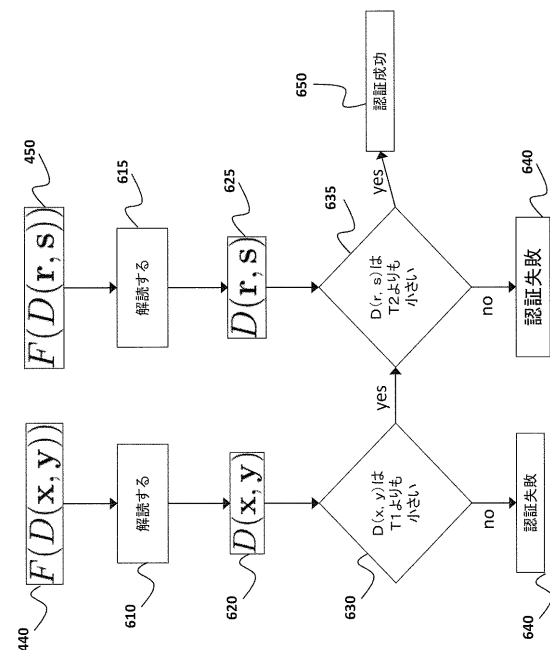 440
F(D(x, y))
610
解読する
620
D(x, y)
630
D(x, y)は
T1よりも
小さい
no
640
認証失敗
yes
450
F(D(r, s))
615
解読する
625
D(r, s)
635
D(r, s)は
T2よりも
小さい
no
640
認証失敗
yes
650
認証成功